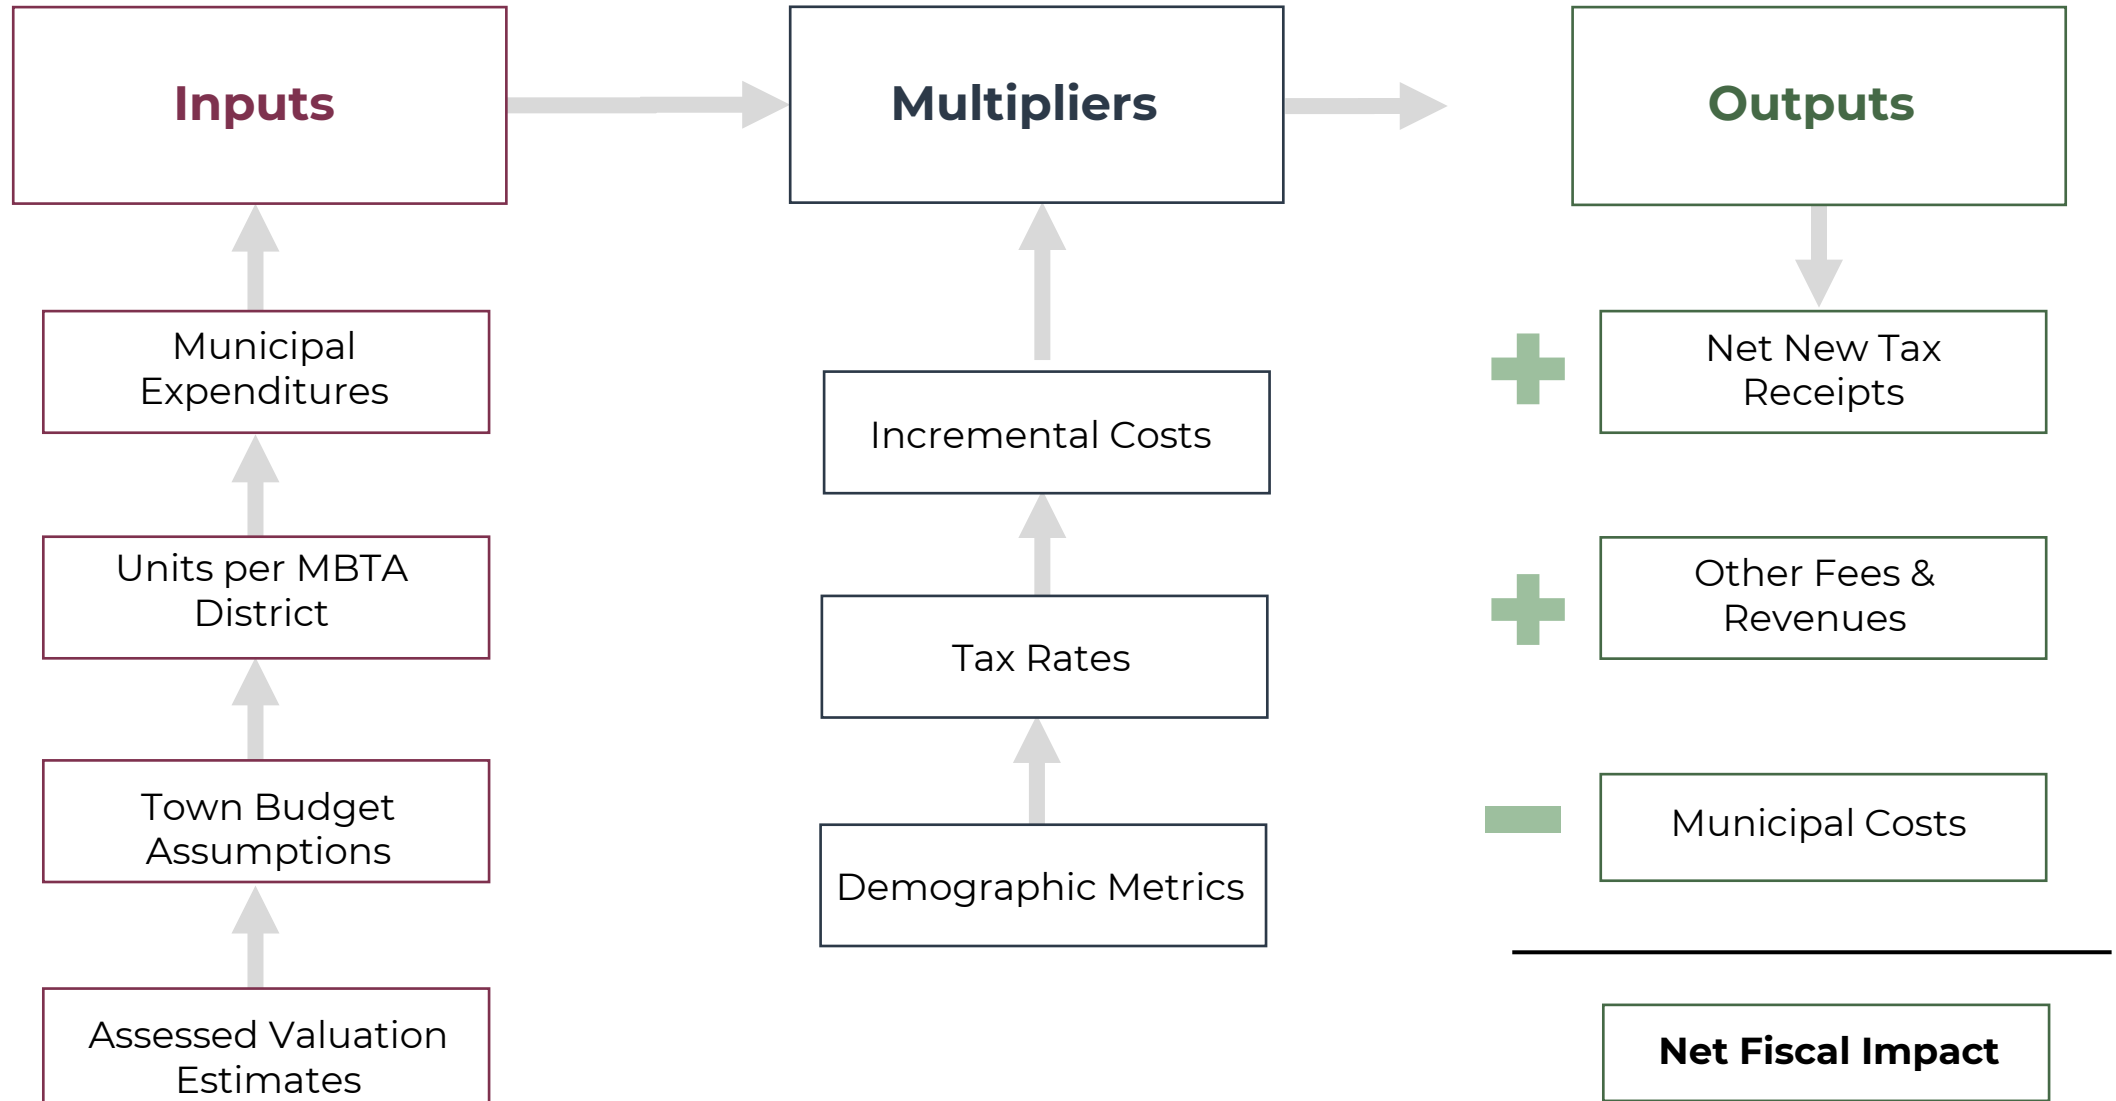 Inputs
Multipliers
Outputs
Municipal
Expenditures
Units per MBTA
District
Town Budget
Assumptions
Assessed Valuation
Estimates
Incremental Costs
Tax Rates
Demographic Metrics
Net New Tax
Receipts
Other Fees &
Revenues
Municipal Costs
Net Fiscal Impact